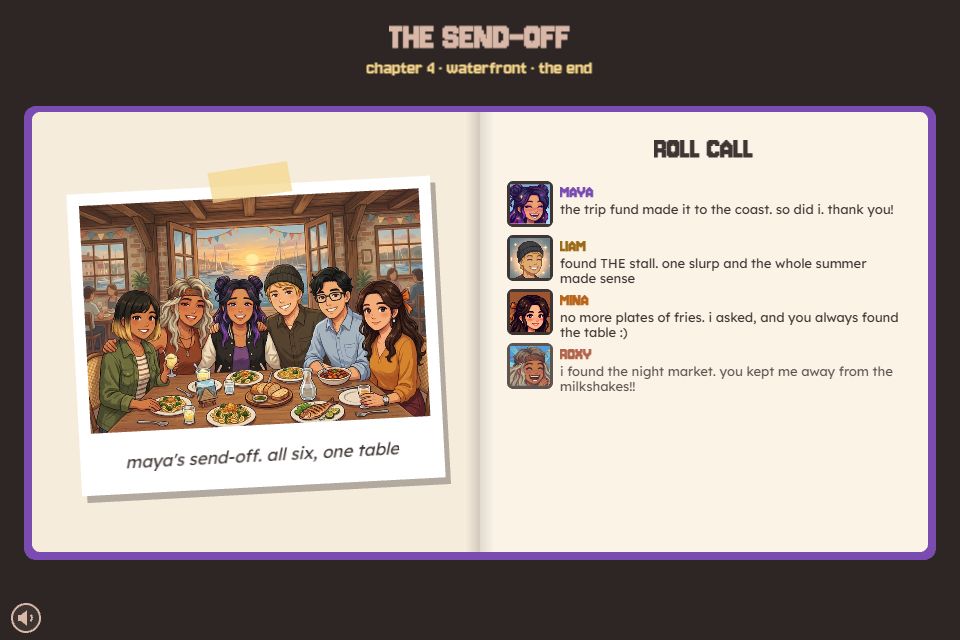 THE SEND-OFF
chapter 4 · waterfront · the end
maya's send-off. all six, one table
ROLL CALL
MAYA
the trip fund made it to the coast. so did i. thank you!
LIAM
found THE stall. one slurp and the whole summer
made sense
MINA
no more plates of fries. i asked, and you always found
the table :)
ROXY
i found the night market. you kept me away from the
milkshakes!!